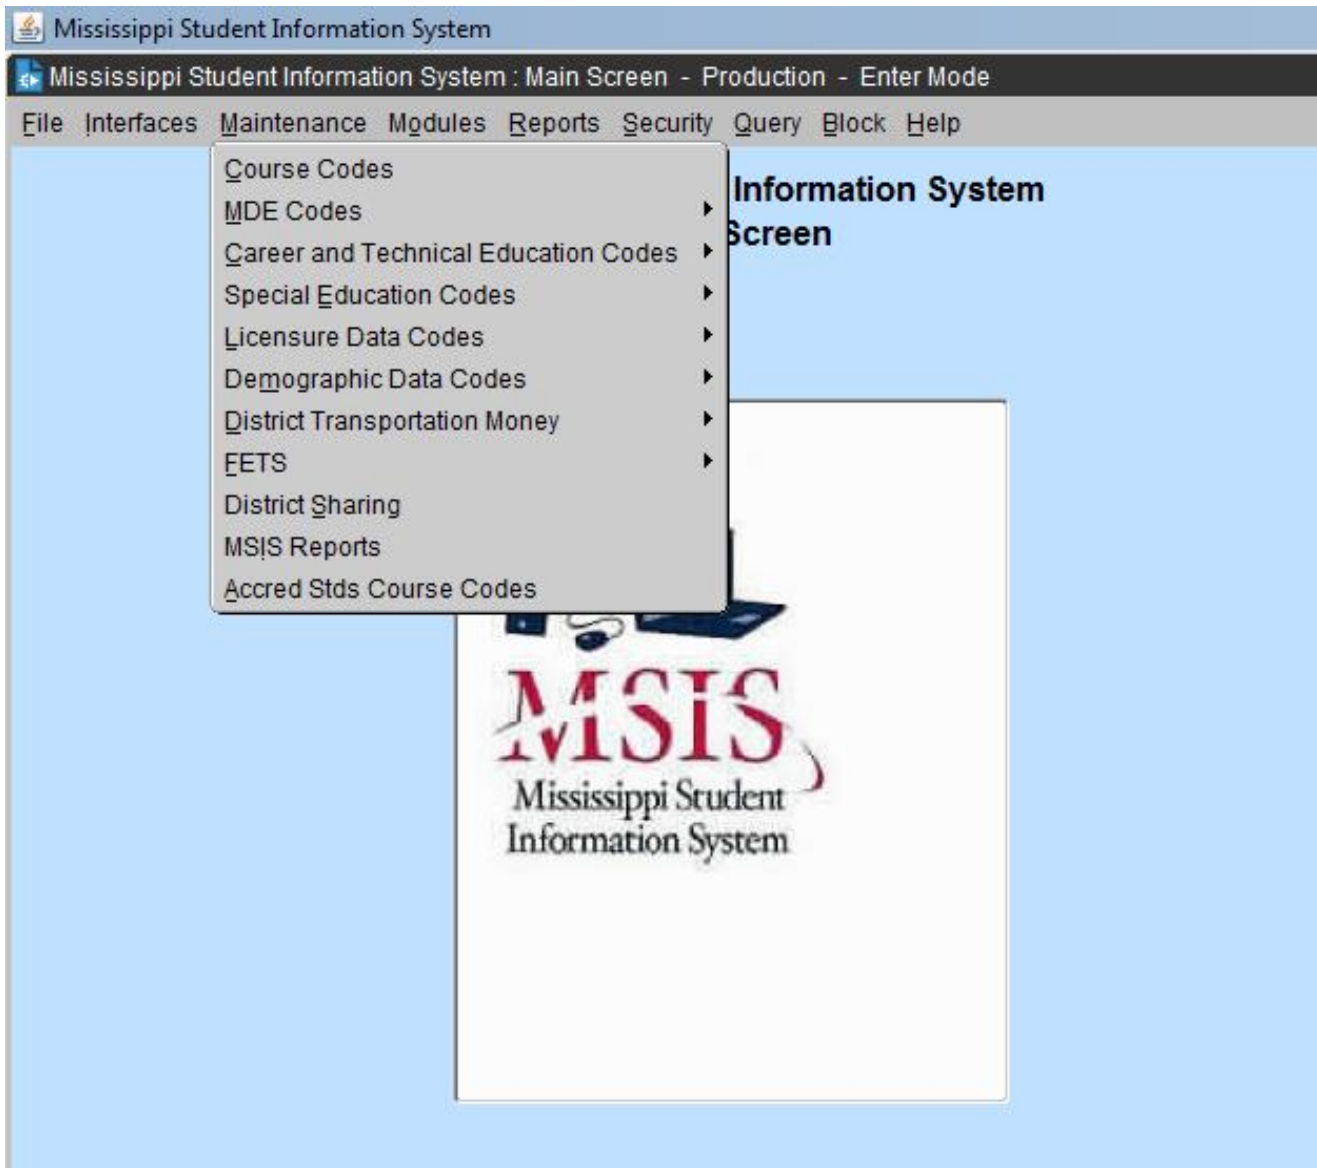 Mississippi Student Information System
Mississippi Student Information System : Main Screen - Production - Enter Mode
File Interfaces Maintenance Modules Reports Security Query Block Help
Information System
Screen
Course Codes
MDE Codes
Career and Technical Education Codes
Special Education Codes
Licensure Data Codes
Demographic Data Codes
District Transportation Money
FETS
District Sharing
MSIS Reports
Accred Stds Course Codes
MSIS
Mississippi Student
Information System